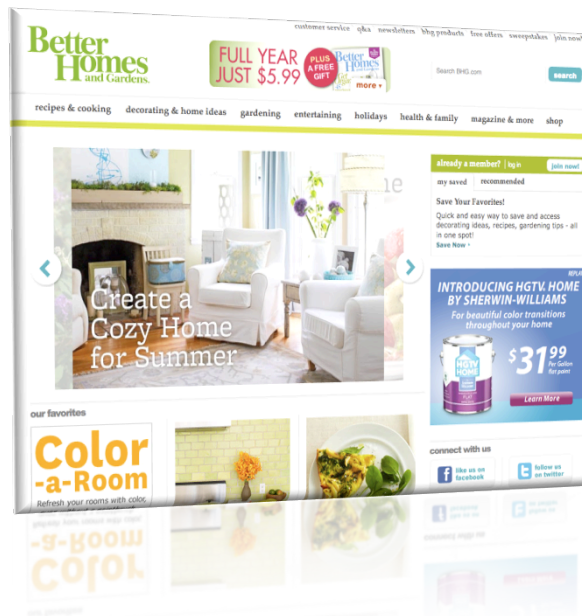 customer service q&a newsletters bhg products free offers sweepstakes join now!
Better
Homes
and Gardens.
FULL YEAR
JUST $5.99
PLUS
A FREE
GIFT
Better
Homes
more
Search BHG.com
search
recipes & cooking decorating & home ideas gardening entertaining holidays health & family magazine & more shop
already a member? log in join now!
my saved recommended
Save Your Favorites!
Quick and easy way to save and access
decorating ideas, recipes, gardening tips - all
in one spot!
Save Now
Create a
Cozy Home
for Summer
INTRODUCING HGTV HOME
BY SHERWIN-WILLIAMS
For beautiful color transitions
throughout your home
HGTV
HOME
$31.99
Per Gallon
flat paint
Learn More
our favorites
Color
-a-Room
Refresh your rooms with color,
connect with us
like us on
facebook
follow us
on twitter